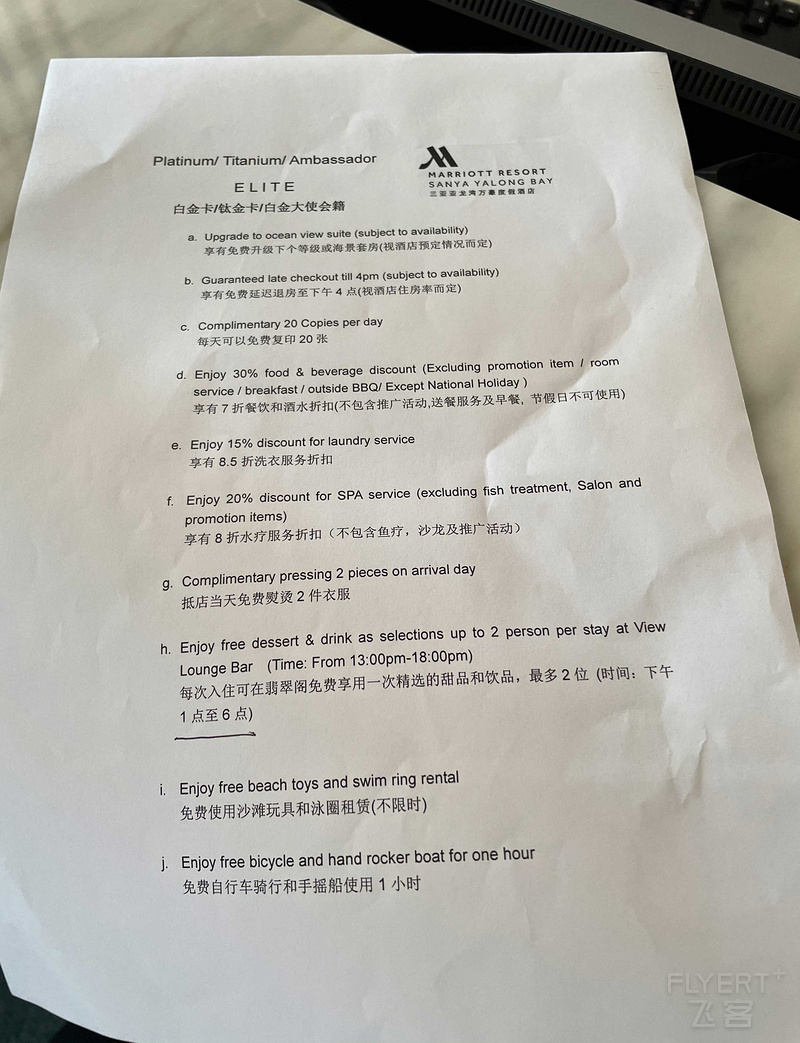 Platinum/ Titanium/ Ambassador
ELITE
白金卡/钛金卡/白金大使会籍
MARRIOTT RESORT
SANYA YALONG BAY
三亚亚龙湾万豪度假酒店
a. Upgrade to ocean view suite (subject to availability)
享有免费升级下个等级或海景套房(视酒店预定情况而定)
b. Guaranteed late checkout till 4pm (subject to availability)
享有免费延迟退房至下午 4 点(视酒店住房率而定)
c. Complimentary 20 Copies per day
每天可以免费复印 20 张
d. Enjoy 30% food & beverage discount (Excluding promotion item / room
service / breakfast / outside BBQ/ Except National Holiday )
享有 7 折餐饮和酒水折扣(不包含推广活动,送餐服务及早餐, 节假日不可使用)
e. Enjoy 15% discount for laundry service
享有 8.5 折洗衣服务折扣
f. Enjoy 20% discount for SPA service (excluding fish treatment, Salon and
promotion items)
享有 8 折水疗服务折扣（不包含鱼疗，沙龙及推广活动）
g. Complimentary pressing 2 pieces on arrival day
抵店当天免费熨烫 2 件衣服
h. Enjoy free dessert & drink as selections up to 2 person per stay at View
Lounge Bar (Time: From 13:00pm-18:00pm)
每次入住可在翡翠阁免费享用一次精选的甜品和饮品，最多 2 位 (时间：下午
1 点至 6 点)
i. Enjoy free beach toys and swim ring rental
免费使用沙滩玩具和泳圈租赁(不限时)
j. Enjoy free bicycle and hand rocker boat for one hour
免费自行车骑行和手摇船使用 1 小时
FLYERT+
飞客